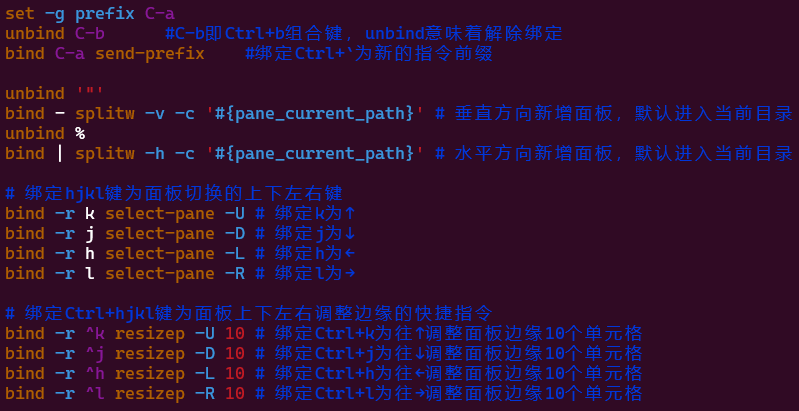 set -g prefix C-a
unbind C-b      #C-b即Ctrl+b组合键，unbind意味着解除绑定
bind C-a send-prefix    #绑定Ctrl+`为新的指令前缀
unbind '"'
bind - splitw -v -c '#{pane_current_path}' # 垂直方向新增面板，默认进入当前目录
unbind %
bind | splitw -h -c '#{pane_current_path}' # 水平方向新增面板，默认进入当前目录
# 绑定hjkl键为面板切换的上下左右键
bind -r k select-pane -U # 绑定k为↑
bind -r j select-pane -D # 绑定j为↓
bind -r h select-pane -L # 绑定h为←
bind -r l select-pane -R # 绑定l为→
# 绑定Ctrl+hjkl键为面板上下左右调整边缘的快捷指令
bind -r ^k resizep -U 10 # 绑定Ctrl+k为往↑调整面板边缘10个单元格
bind -r ^j resizep -D 10 # 绑定Ctrl+j为往↓调整面板边缘10个单元格
bind -r ^h resizep -L 10 # 绑定Ctrl+h为往←调整面板边缘10个单元格
bind -r ^l resizep -R 10 # 绑定Ctrl+l为往→调整面板边缘10个单元格